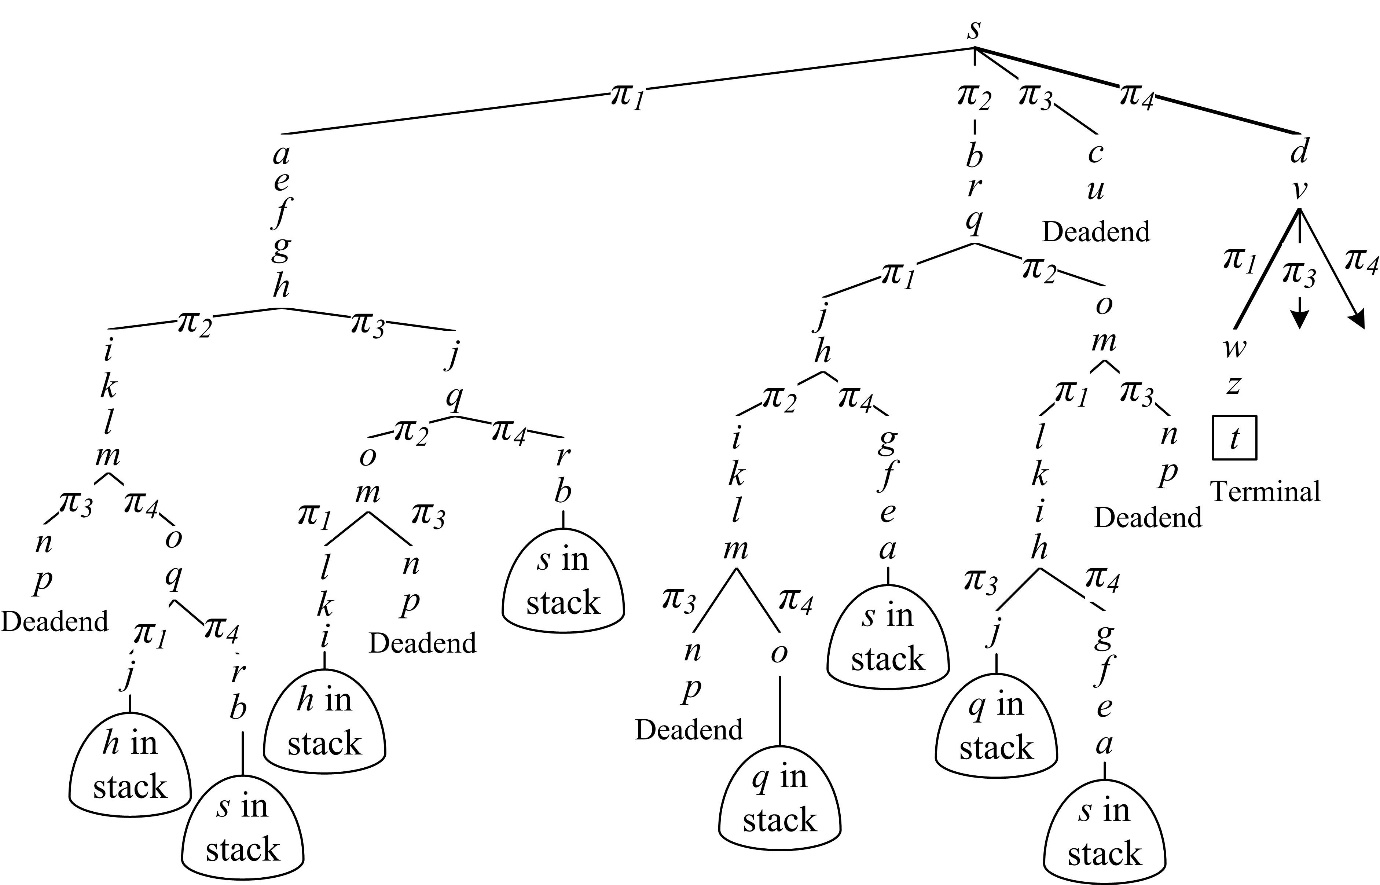 s
π1 π2 π3 π4
a b c d
e r u v
f q Deadend
g π1 π2 π1 π3 π4
h j o w
π2 π3 h m z
i j π2 π4 π1 π3 t
k q i g l n Terminal
l π2 π4 k f k p
m o r l e i Deadend
π3 π4 m b m a h
n o π1 π3 s in stack π3 π4 s in stack π3 π4
p q l n n o j g
Deadend k p p q in stack q in stack f
π1 π4 i Deadend Deadend e
j r h in stack a
h in stack b s in stack
s in stack